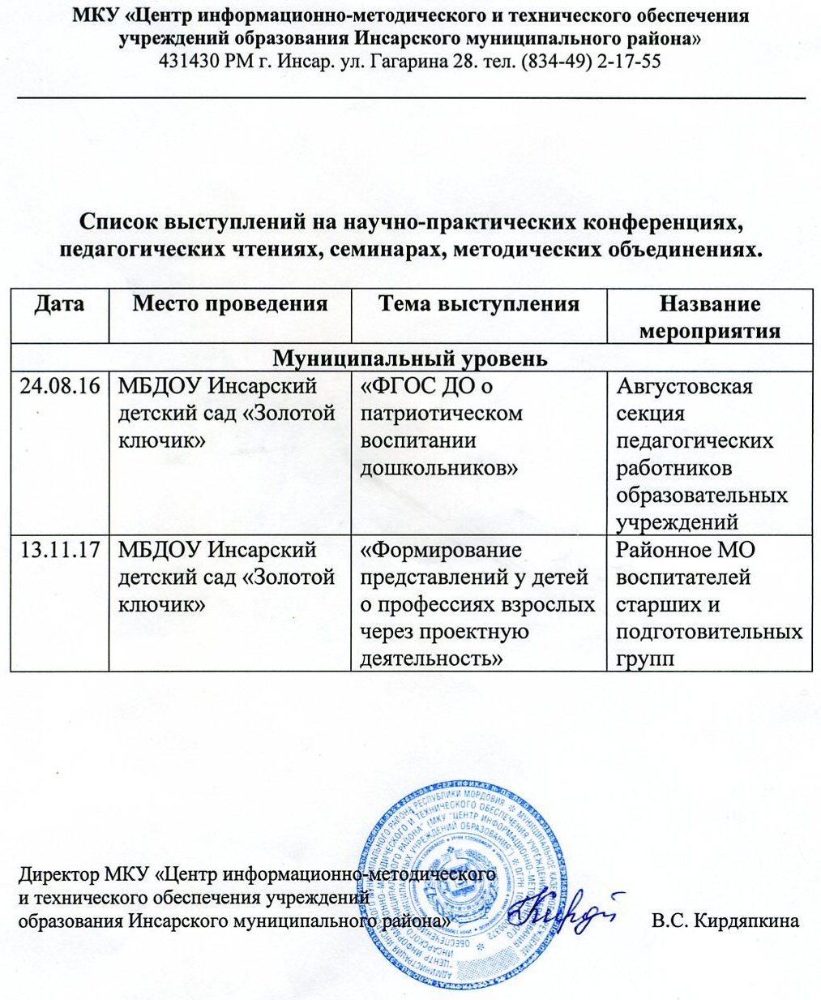 МКУ «Центр информационно-методического и технического обеспечения
учреждений образования Инсарского муниципального района»
431430 РМ г. Инсар. ул. Гагарина 28. тел. (834-49) 2-17-55
Список выступлений на научно-практических конференциях,
педагогических чтениях, семинарах, методических объединениях.
Дата
Место проведения
Тема выступления
Название
мероприятия
Муниципальный уровень
24.08.16
МБДОУ Инсарский
детский сад «Золотой
ключик»
«ФГОС ДО о
патриотическом
воспитании
дошкольников»
Августовская
секция
педагогических
работников
образовательных
учреждений
13.11.17
МБДОУ Инсарский
детский сад «Золотой
ключик»
«Формирование
представлений у детей
о профессиях взрослых
через проектную
деятельность»
Районное МО
воспитателей
старших и
подготовительных
групп
Директор МКУ «Центр информационно-методического
и технического обеспечения учреждений
образования Инсарского муниципального района»
В.С. Кирдяпкина